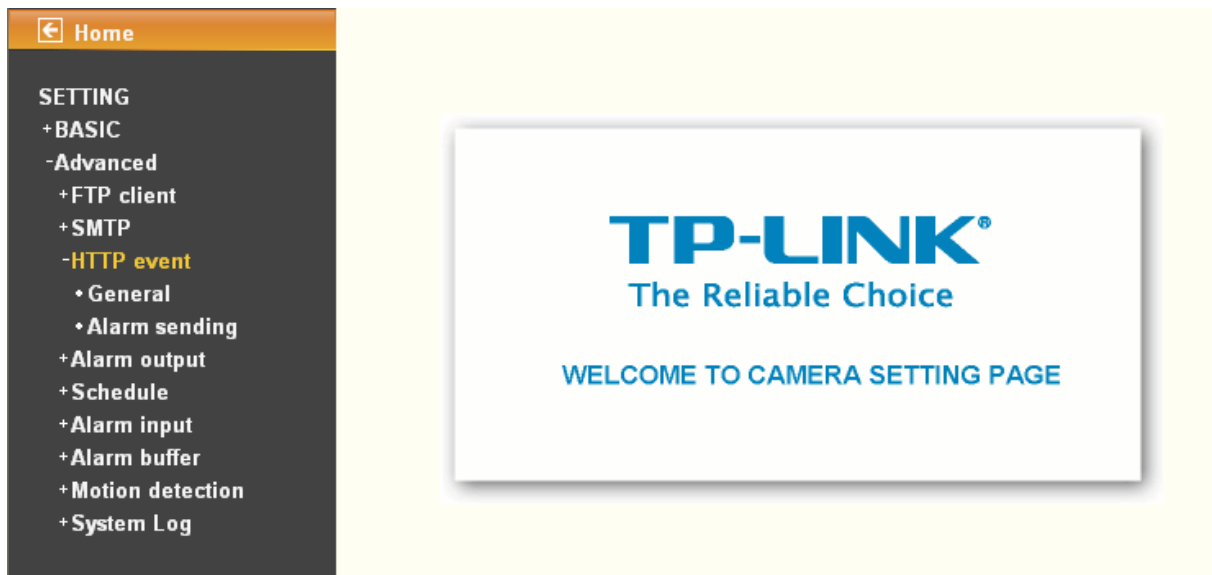 Home
SETTING
+BASIC
-Advanced
+FTP client
+SMTP
-HTTP event
•General
•Alarm sending
+Alarm output
+Schedule
+Alarm input
+Alarm buffer
+Motion detection
+System Log
TP-LINK®
The Reliable Choice
WELCOME TO CAMERA SETTING PAGE